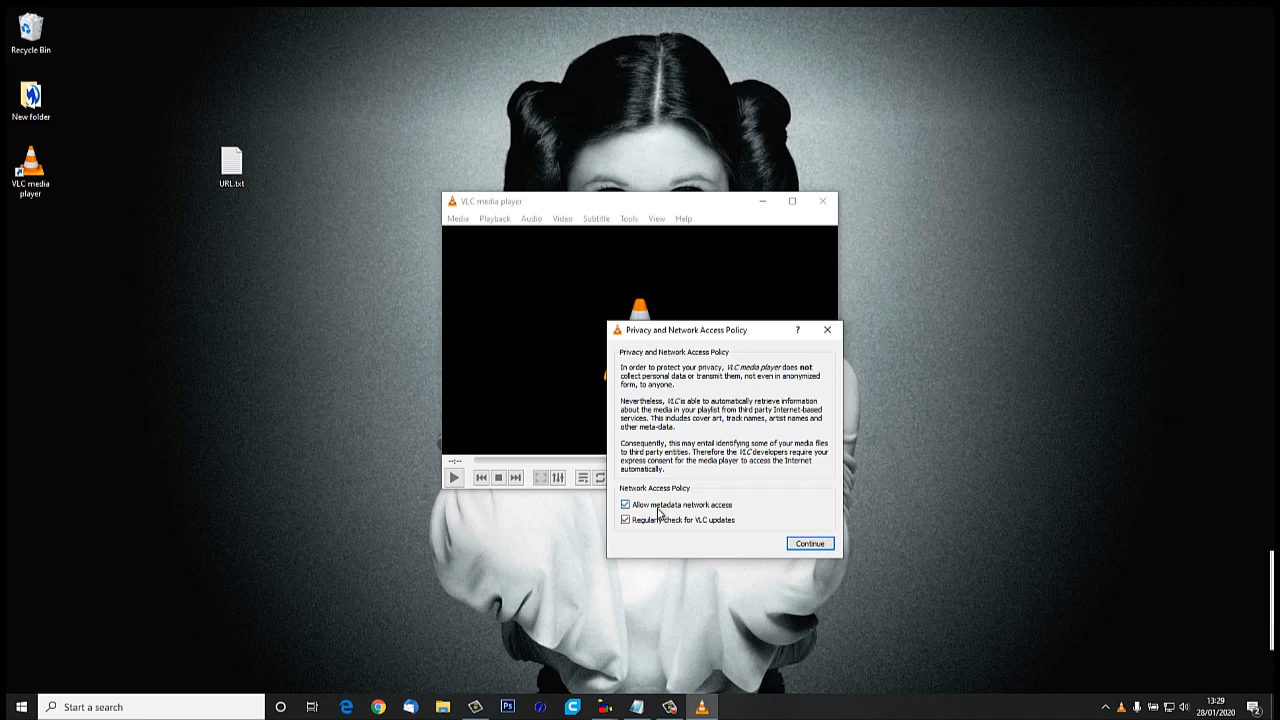 Recycle Bin
New folder
VLC media
player
URL.txt
VLC media player
Media Playback Audio Video Subtitle Tools View Help
--:--
Privacy and Network Access Policy
?
Privacy and Network Access Policy
In order to protect your privacy, VLC media player does not
collect personal data or transmit them, not even in anonymized
form, to anyone.
Nevertheless, VLC is able to automatically retrieve information
about the media in your playlist from third party Internet-based
services. This includes cover art, track names, artist names and
other meta-data.
Consequently, this may entail identifying some of your media files
to third party entities. Therefore the VLC developers require your
express consent for the media player to access the Internet
automatically.
Network Access Policy
Allow metadata network access
Regularly check for VLC updates
Continue
Start a search
Ps
13:29
28/01/2020
2